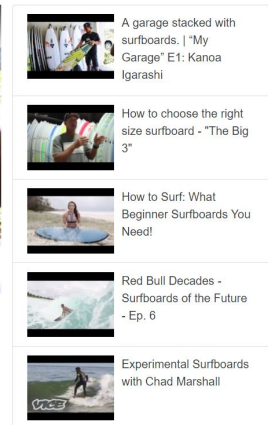 A garage stacked with
surfboards. | “My
Garage” E1: Kanoa
Igarashi
How to choose the right
size surfboard - "The Big
3"
How to Surf: What
Beginner Surfboards You
Need!
Red Bull Decades -
Surfboards of the Future
- Ep. 6
Experimental Surfboards
with Chad Marshall
VICE